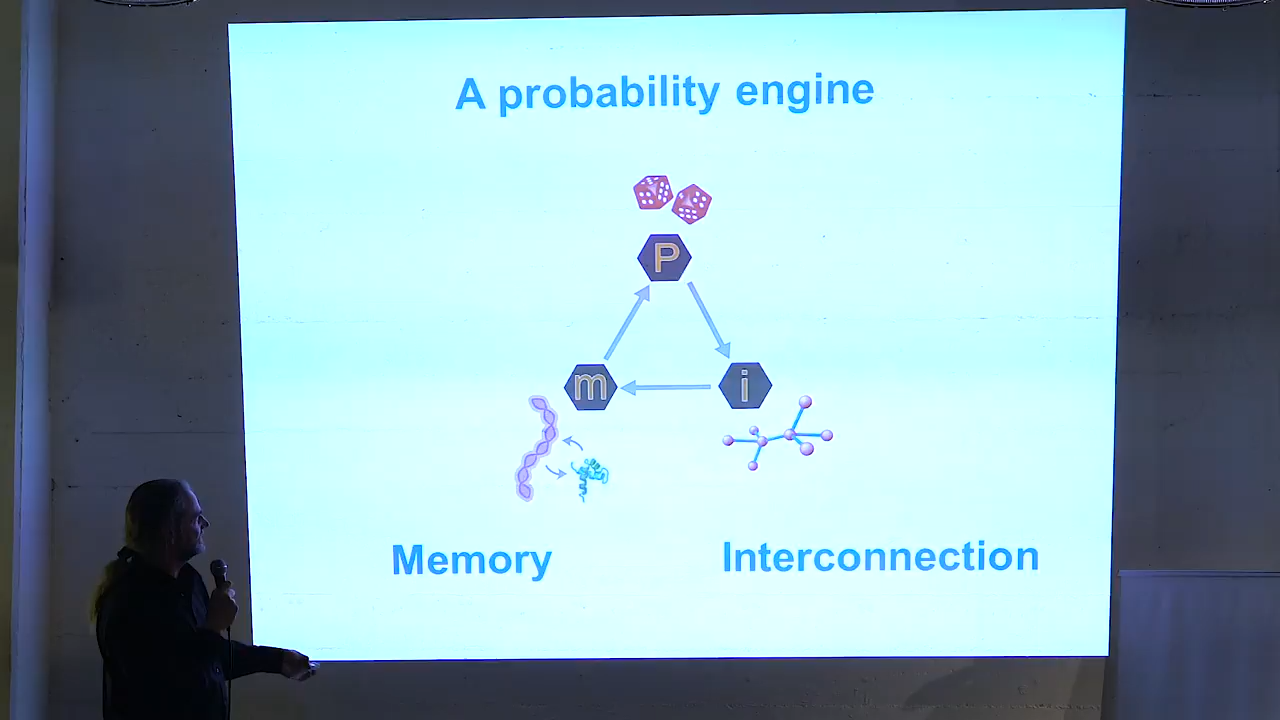 A probability engine
P
m
i
Memory
Interconnection